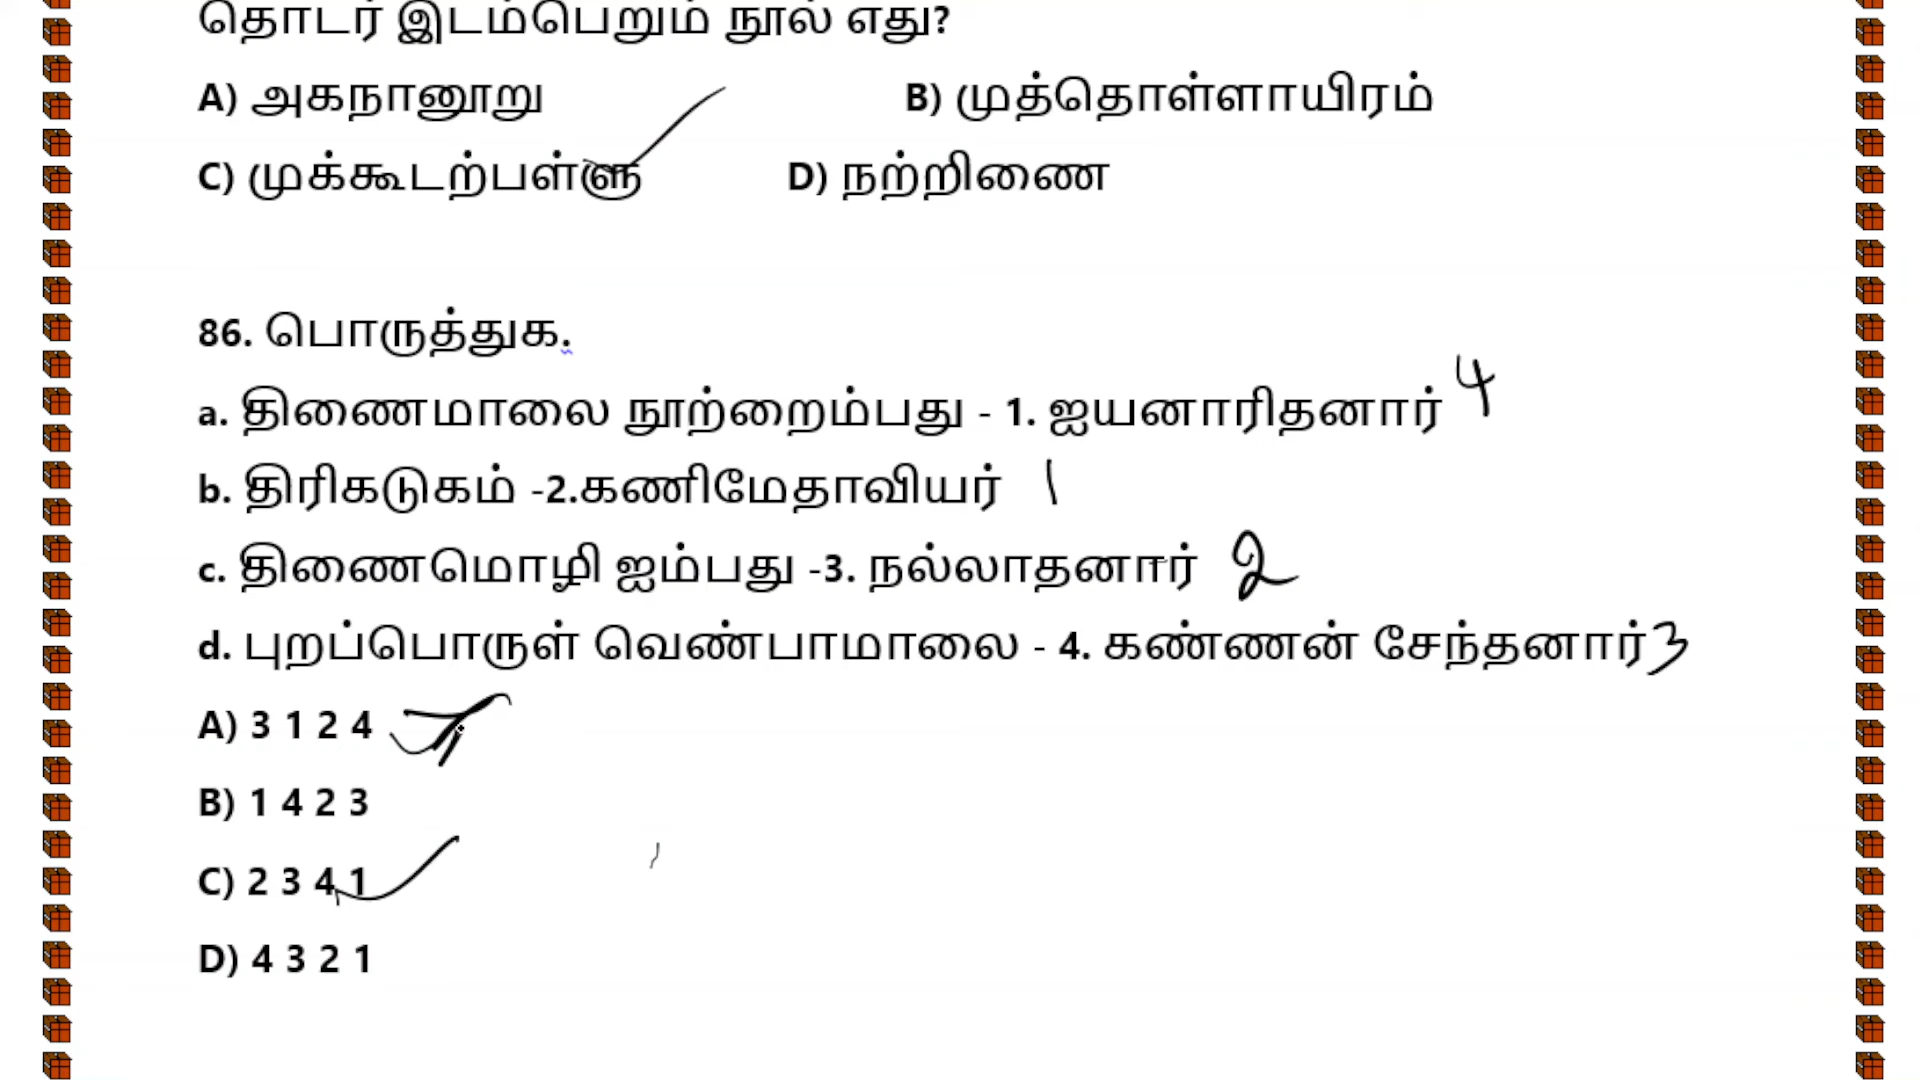 தொடர் இடம்பெறும் நூல் எது?
A) அகநானூறு B) முத்தொள்ளாயிரம்
C) முக்கூடற்பள்ளு D) நற்றிணை
86. பொருத்துக.
a. திணைமாலை நூற்றைம்பது - 1. ஐயனாரிதனார் 4
b. திரிகடுகம் -2.கணிமேதாவியர் 1
c. திணைமொழி ஐம்பது -3. நல்லாதனார் 2
d. புறப்பொருள் வெண்பாமாலை - 4. கண்ணன் சேந்தனார் 3
A) 3 1 2 4
B) 1 4 2 3
C) 2 3 4 1
D) 4 3 2 1